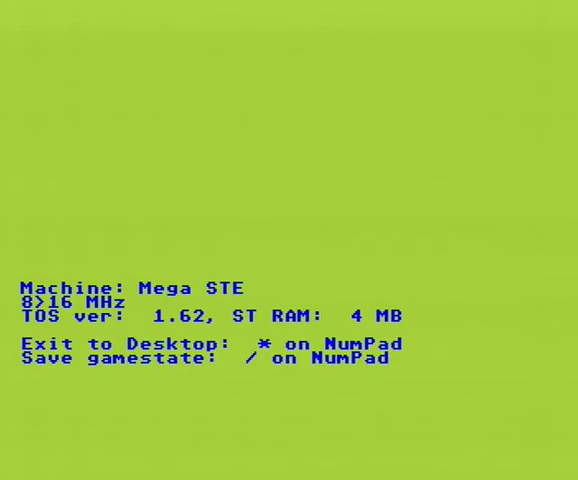 Machine: Mega STE
8>16 MHz
TOS ver:  1.62, ST RAM:  4 MB
Exit to Desktop:  * on NumPad
Save gamestate:  / on NumPad